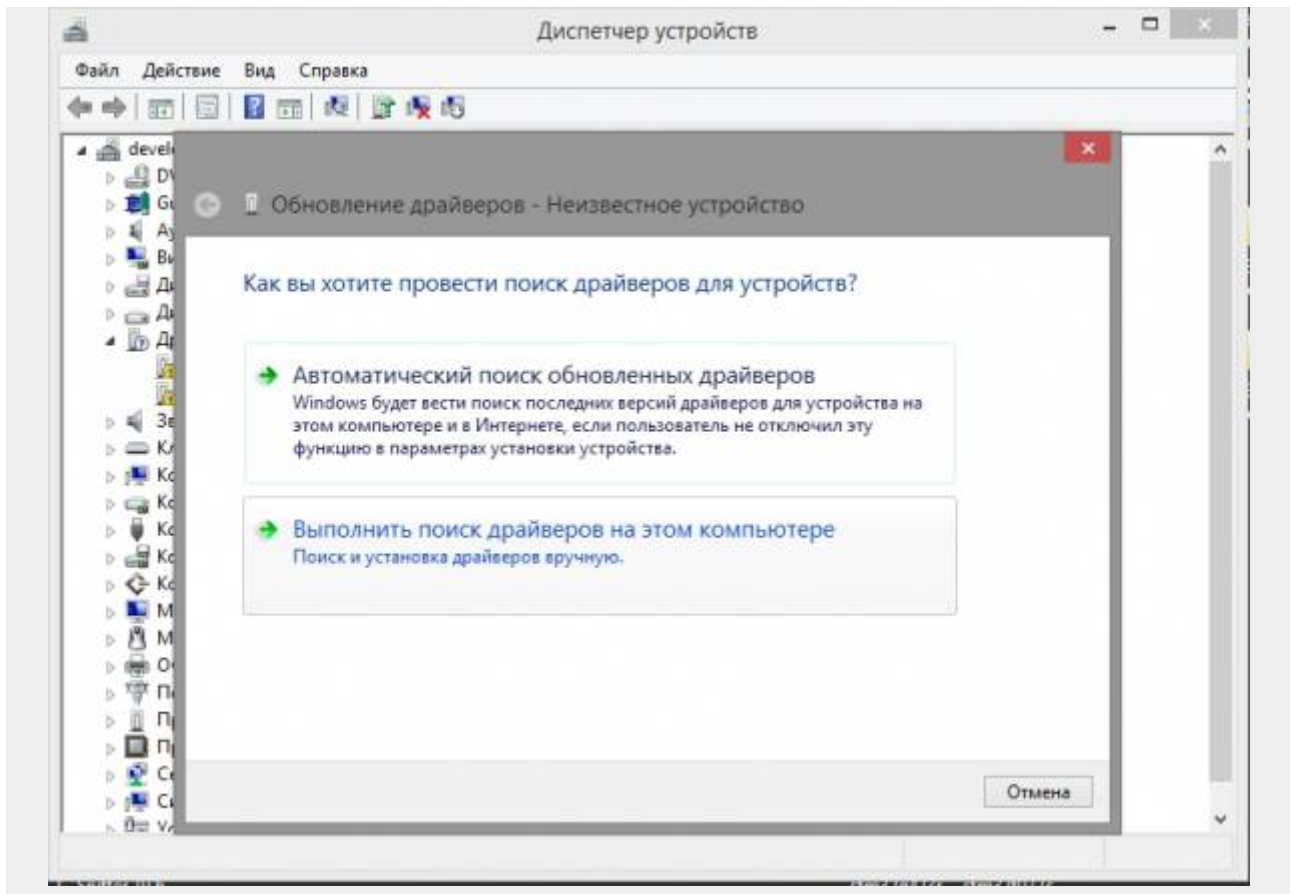 Диспетчер устройств
Файл Действие Вид Справка
Обновление драйверов - Неизвестное устройство
Как вы хотите провести поиск драйверов для устройств?
Автоматический поиск обновленных драйверов
Windows будет вести поиск последних версий драйверов для устройства на
этом компьютере и в Интернете, если пользователь не отключил эту
функцию в параметрах установки устройства.
Выполнить поиск драйверов на этом компьютере
Поиск и установка драйверов вручную.
Отмена